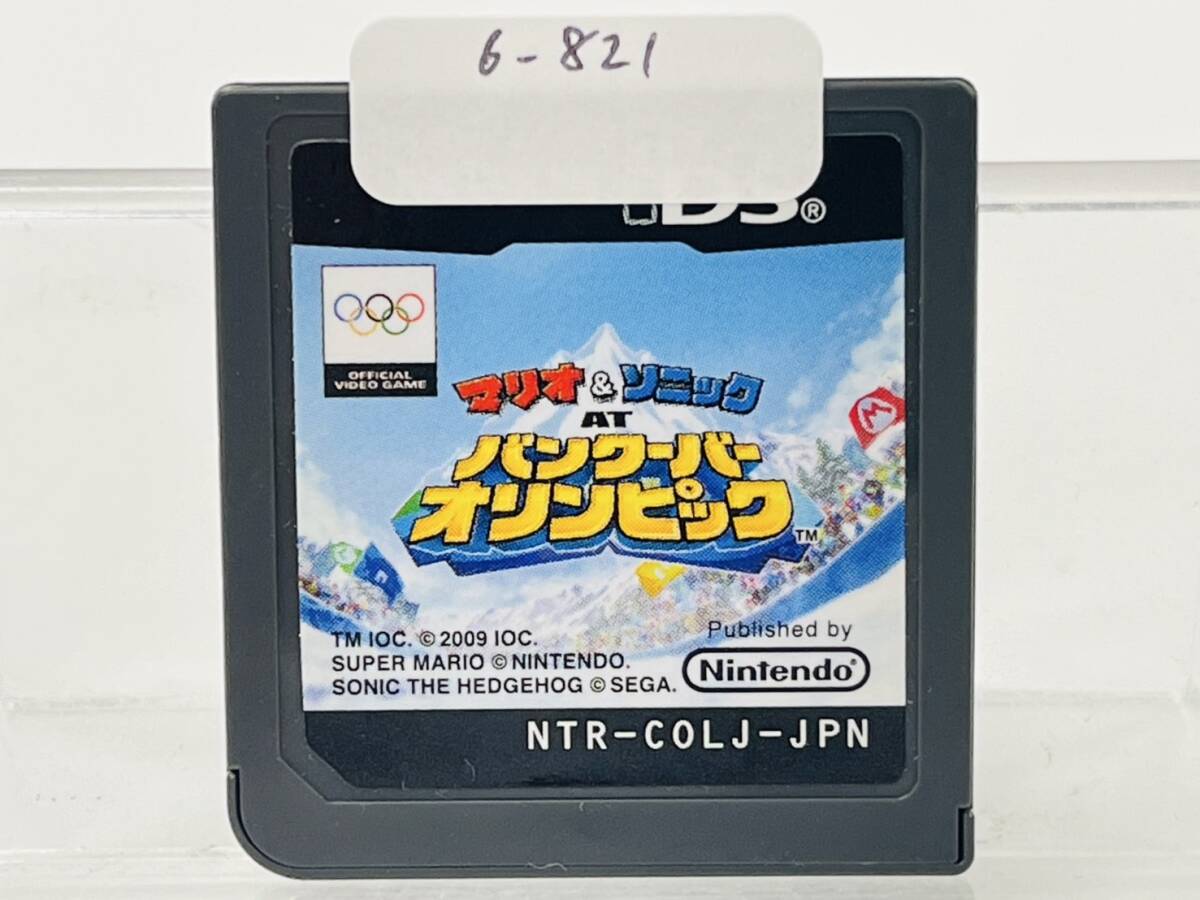 6-821
DS®
OFFICIAL
VIDEO GAME
マリオ&ソニック
AT
バンクーバー
オリンピック
TM
TM IOC. © 2009 IOC.
SUPER MARIO © NINTENDO.
SONIC THE HEDGEHOG © SEGA.
Published by
Nintendo®
NTR-COLJ-JPN